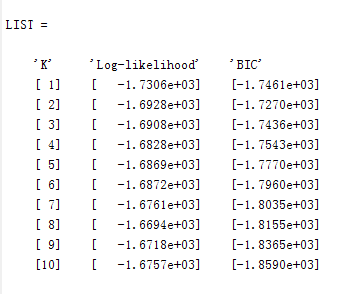 LIST =
'K' 'Log-likelihood' 'BIC'
[ 1] [ -1.7306e+03] [-1.7461e+03]
[ 2] [ -1.6928e+03] [-1.7270e+03]
[ 3] [ -1.6908e+03] [-1.7436e+03]
[ 4] [ -1.6828e+03] [-1.7543e+03]
[ 5] [ -1.6869e+03] [-1.7770e+03]
[ 6] [ -1.6872e+03] [-1.7960e+03]
[ 7] [ -1.6761e+03] [-1.8035e+03]
[ 8] [ -1.6694e+03] [-1.8155e+03]
[ 9] [ -1.6718e+03] [-1.8365e+03]
[10] [ -1.6757e+03] [-1.8590e+03]